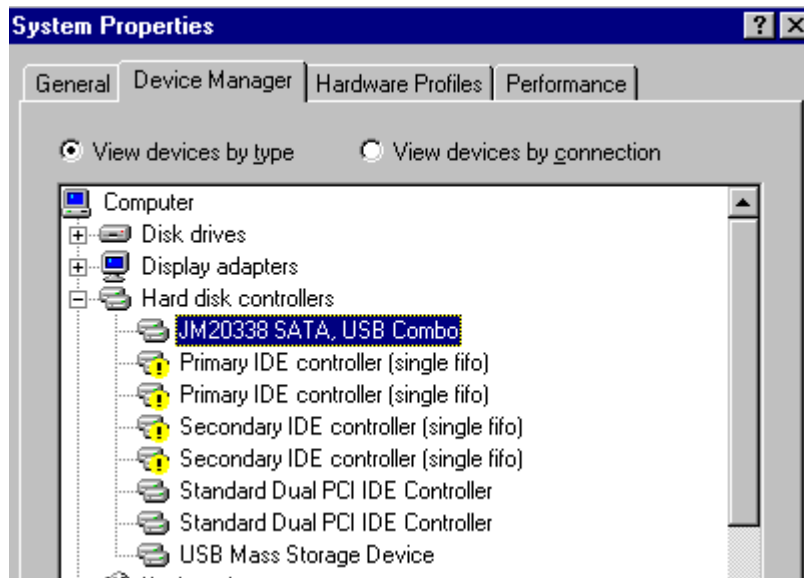 System Properties
General Device Manager Hardware Profiles Performance
View devices by type View devices by connection
Computer
Disk drives
Display adapters
Hard disk controllers
JM20338 SATA, USB Combo
Primary IDE controller (single fifo)
Primary IDE controller (single fifo)
Secondary IDE controller (single fifo)
Secondary IDE controller (single fifo)
Standard Dual PCI IDE Controller
Standard Dual PCI IDE Controller
USB Mass Storage Device